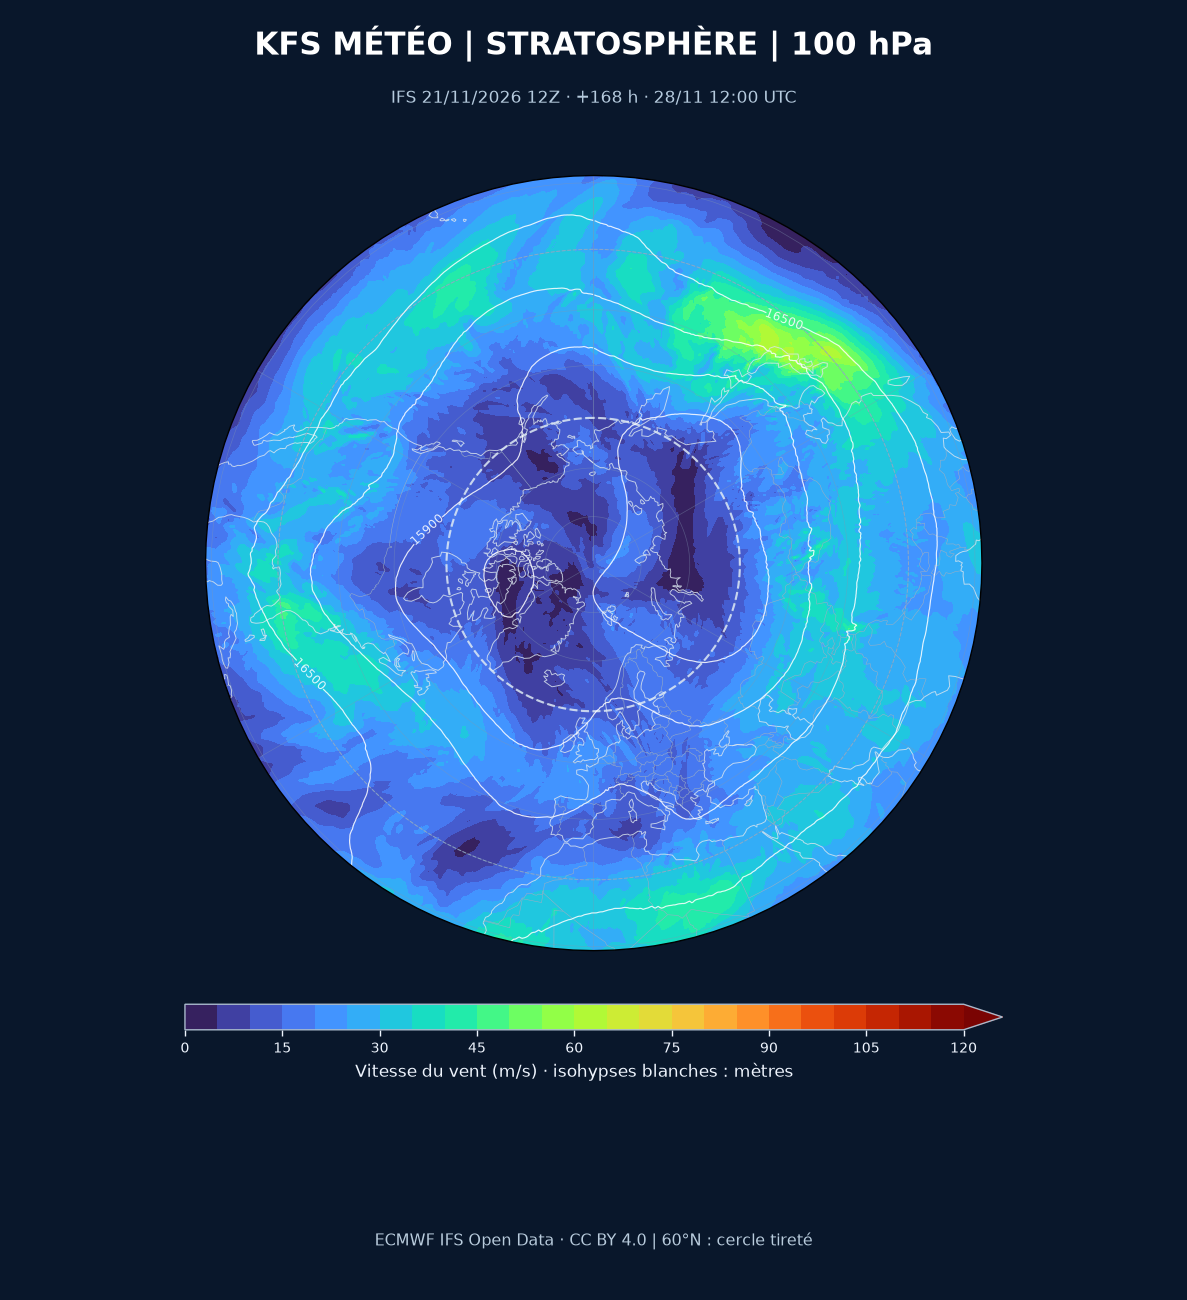 KFS MÉTÉO | STRATOSPHÈRE | 100 hPa
IFS 21/11/2026 12Z · +168 h · 28/11 12:00 UTC
16500
15900
16500
0 15 30 45 60 75 90 105 120
Vitesse du vent (m/s) · isohypses blanches : mètres
ECMWF IFS Open Data · CC BY 4.0 | 60°N : cercle tireté